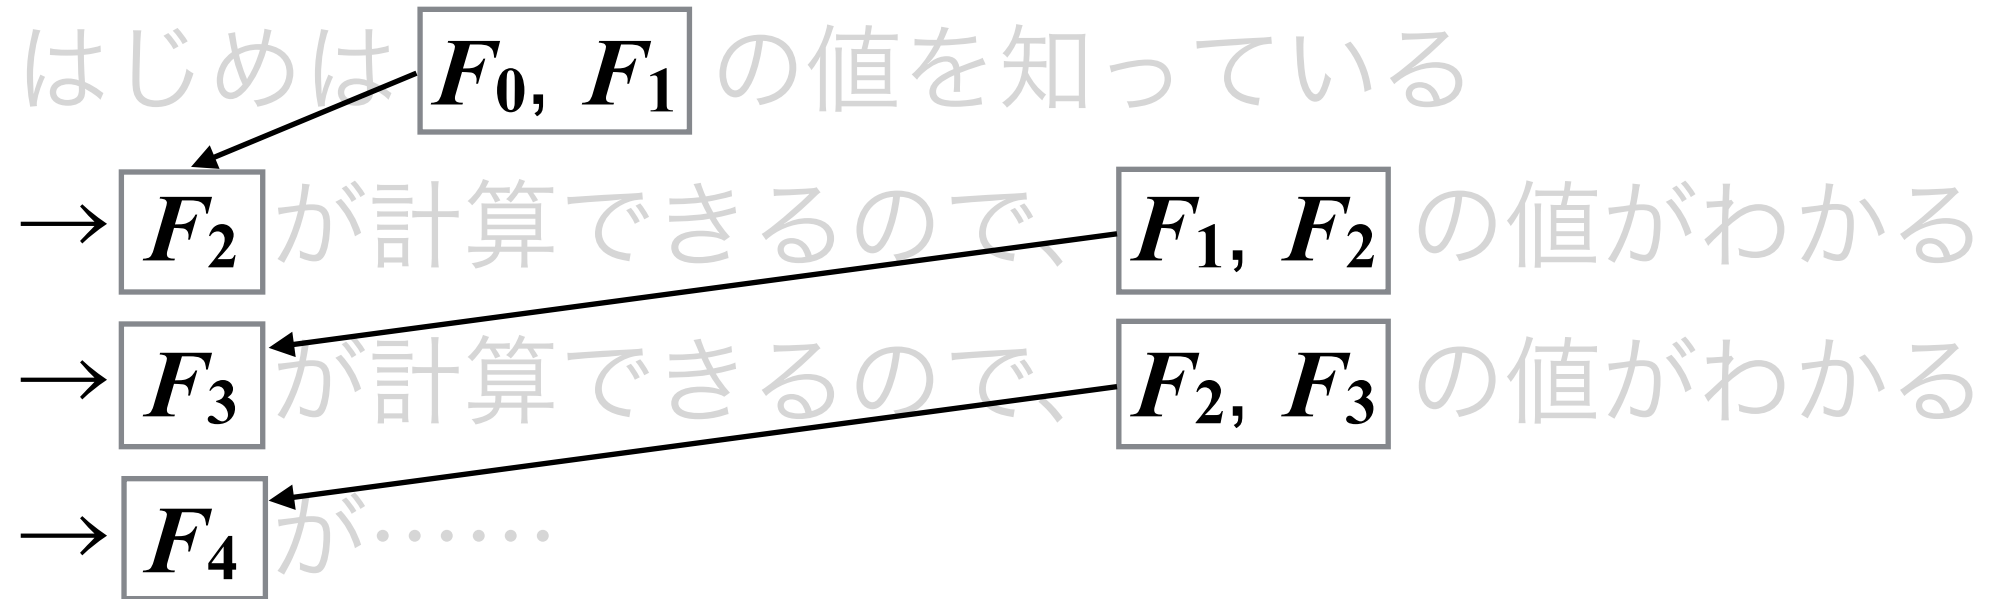 はじめは F0, F1 の値を知っている
→ F2 が計算できるので、 F1, F2 の値がわかる
→ F3 が計算できるので、 F2, F3 の値がわかる
→ F4 が……